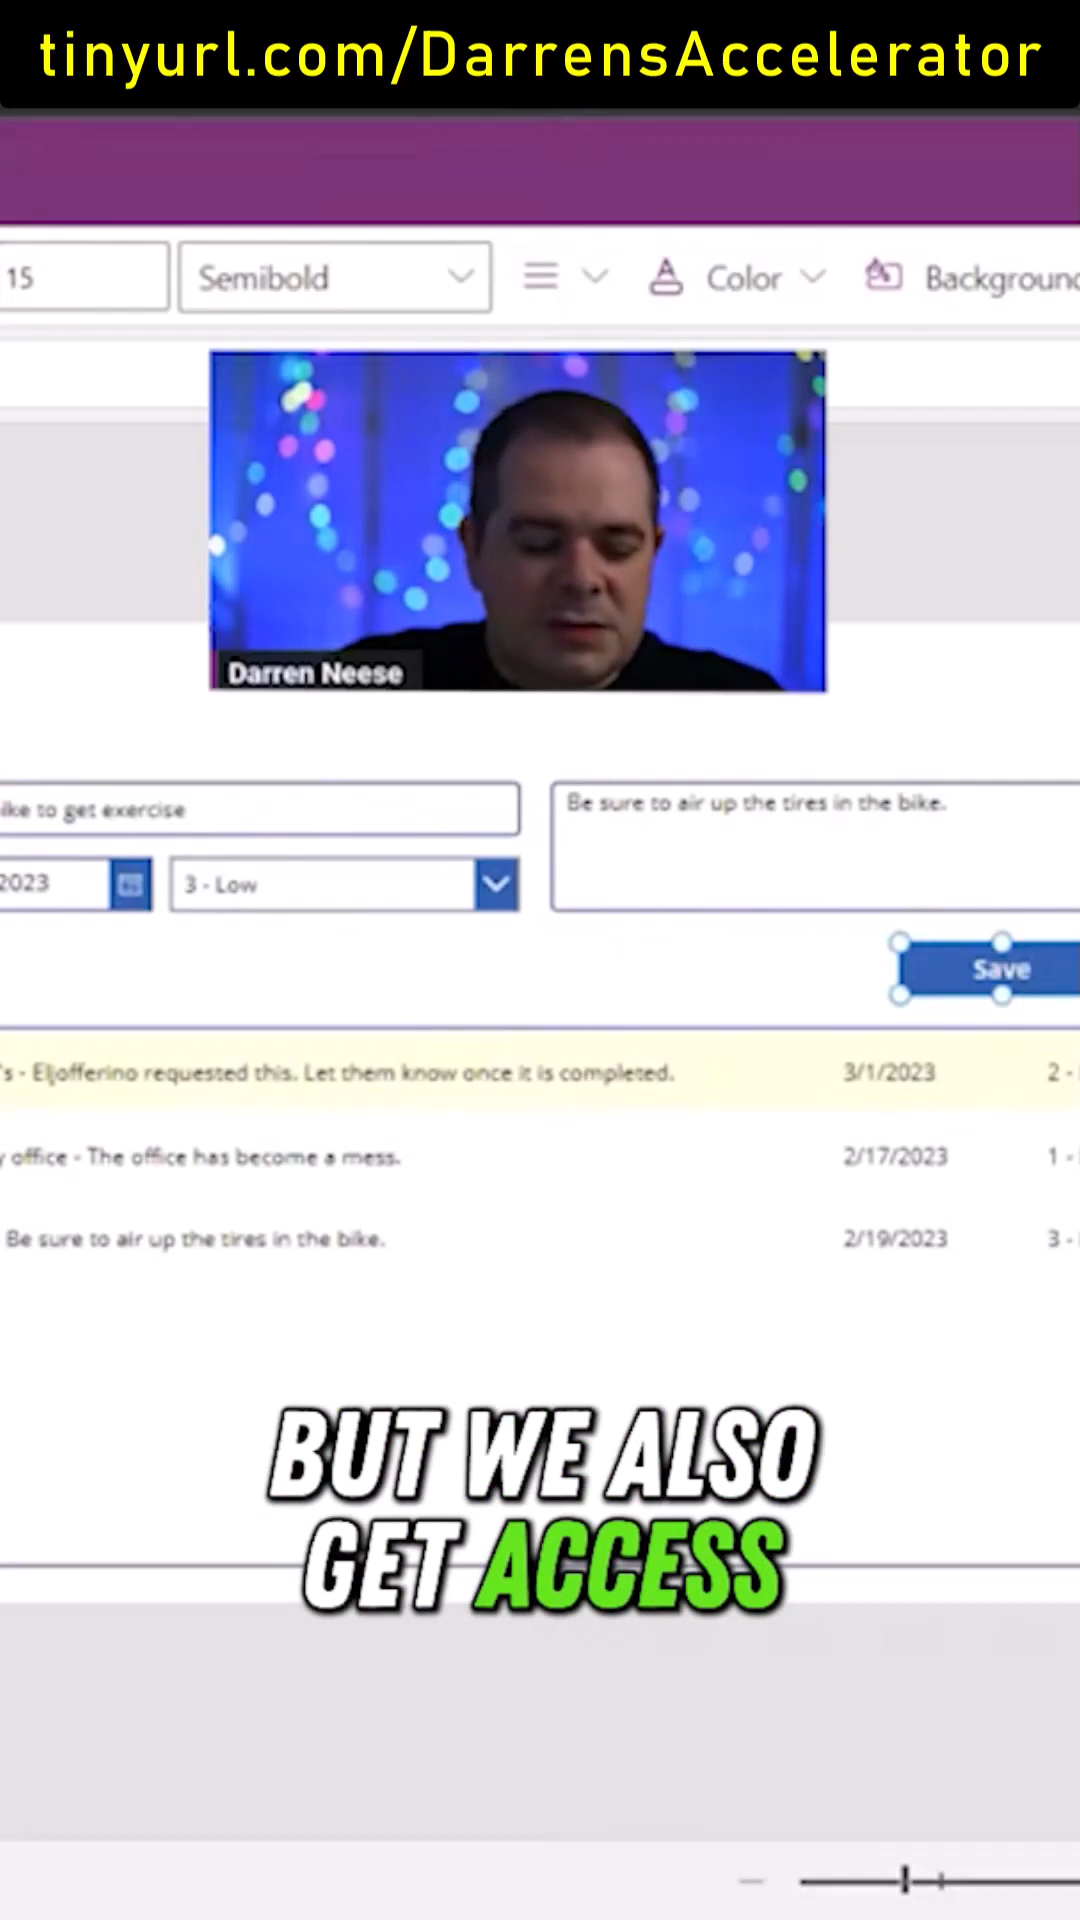 tinyurl.com/DarrensAccelerator
15
Semibold
Color
Background
Darren Neese
ike to get exercise
Be sure to air up the tires in the bike.
2023
3 - Low
Save
's - Eljofferino requested this. Let them know once it is completed.
3/1/2023
2 -
y office - The office has become a mess.
2/17/2023
1 -
Be sure to air up the tires in the bike.
2/19/2023
3 -
BUT WE ALSO
GET ACCESS